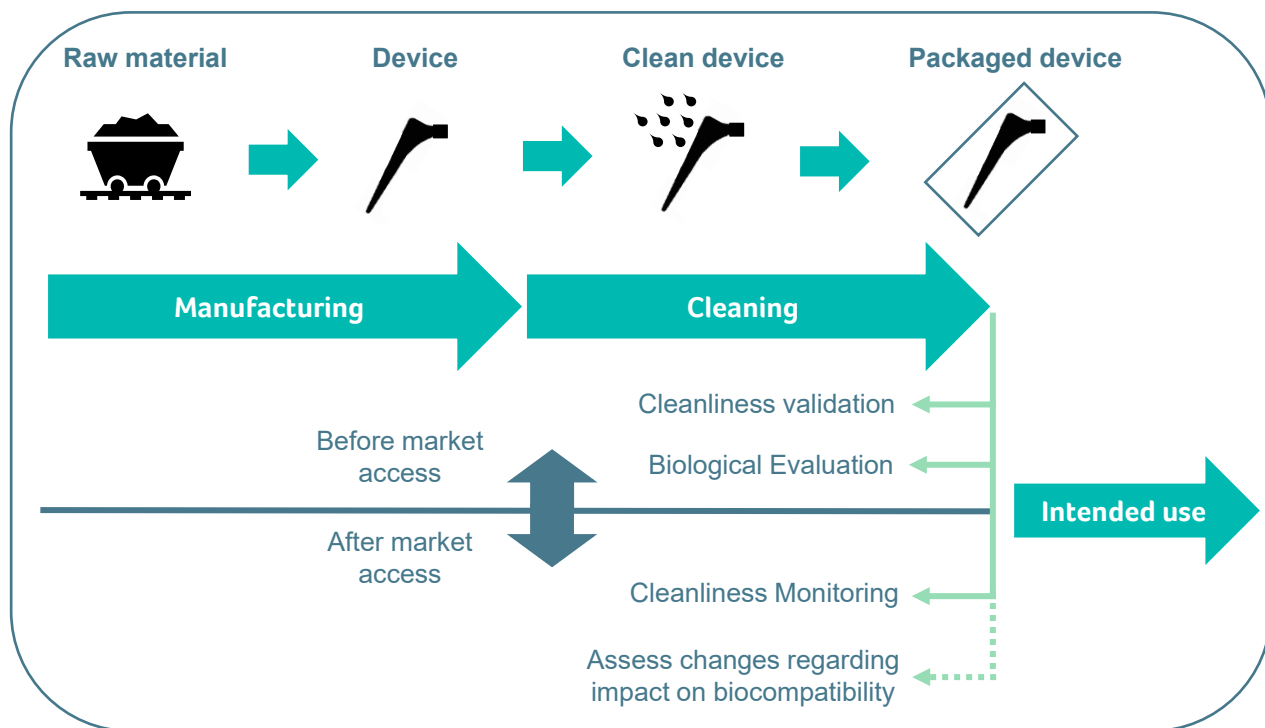 Raw material
Device
Clean device
Packaged device
Manufacturing
Cleaning
Cleanliness validation
Before market
access
Biological Evaluation
Intended use
After market
access
Cleanliness Monitoring
Assess changes regarding
impact on biocompatibility